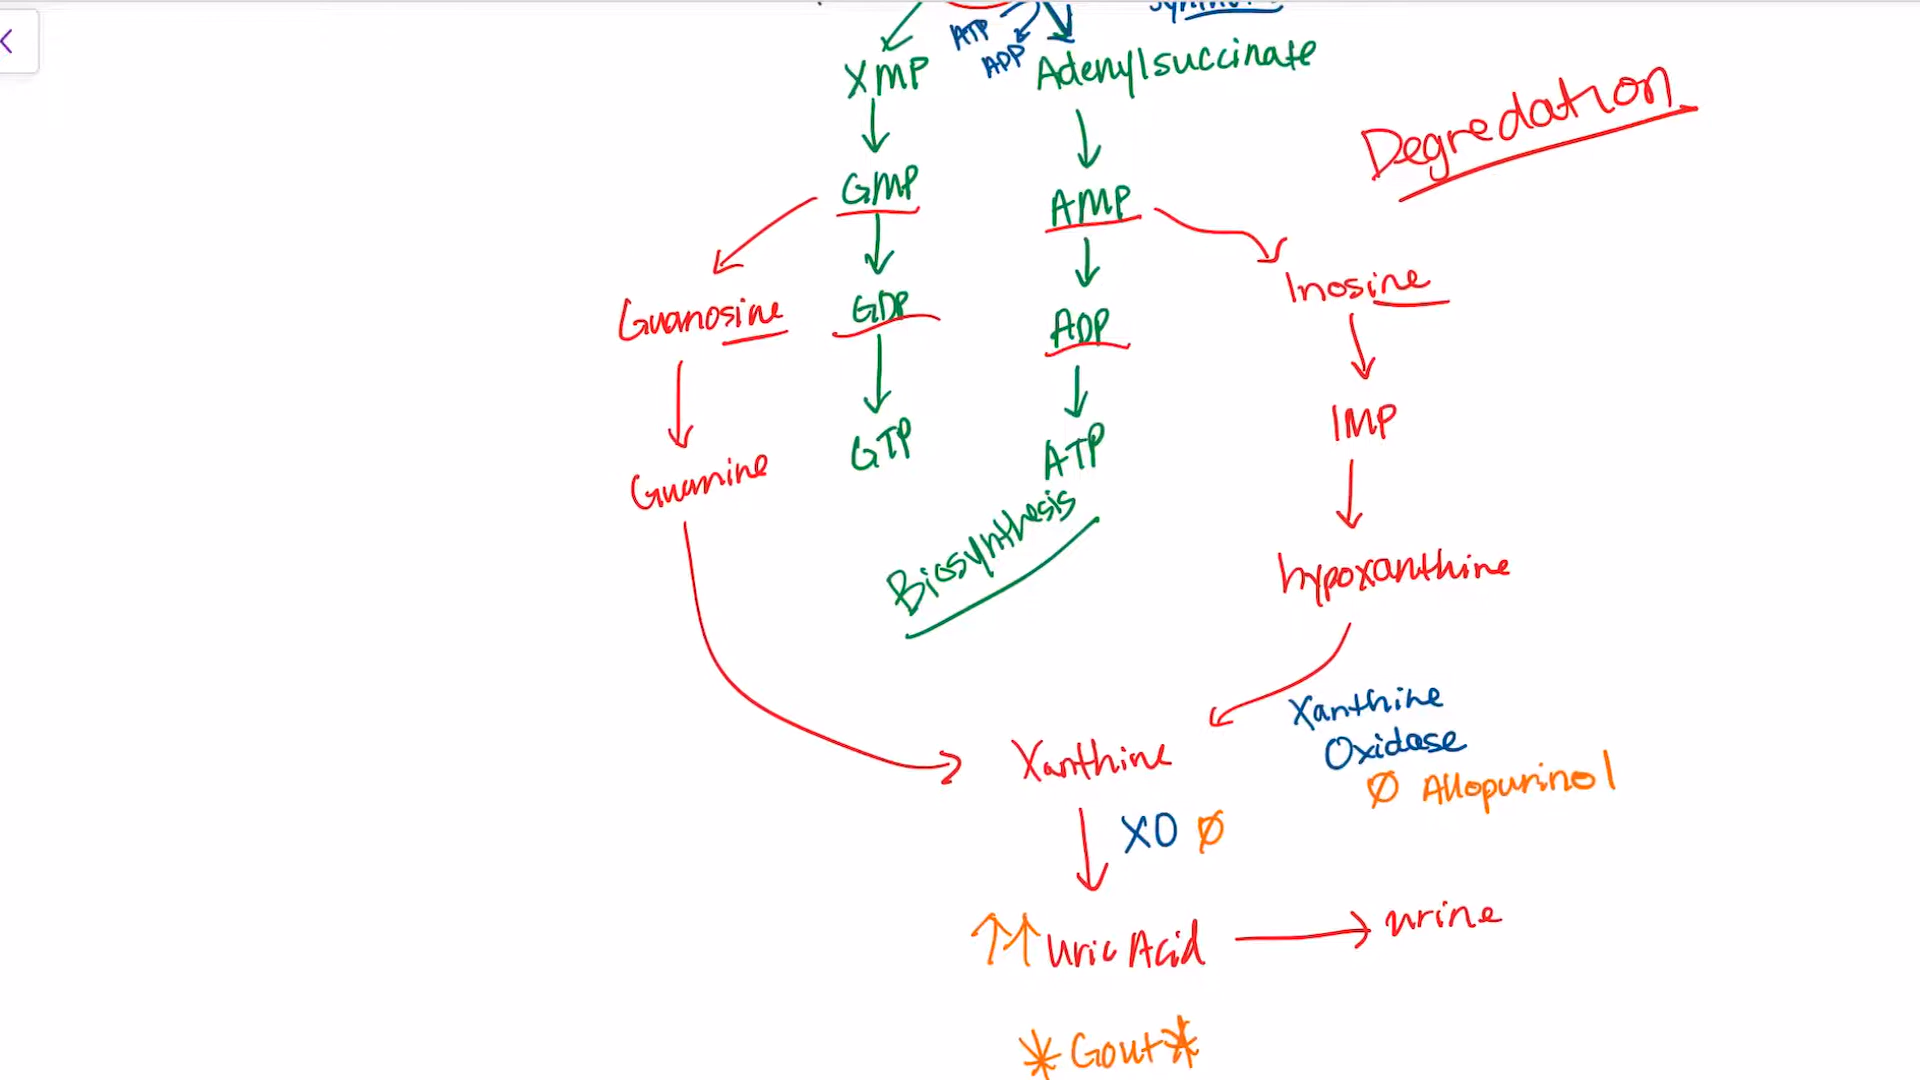 ATP
ADP
XMP
Adenylsuccinate
Degredation
GMP
AMP
Inosine
Guanosine
GDP
ADP
IMP
GTP
ATP
Guanine
Biosynthesis
hypoxanthine
Xanthine
Oxidase
Ø Allopurinol
Xanthine
XO Ø
↑↑ Uric Acid → urine
* Gout *